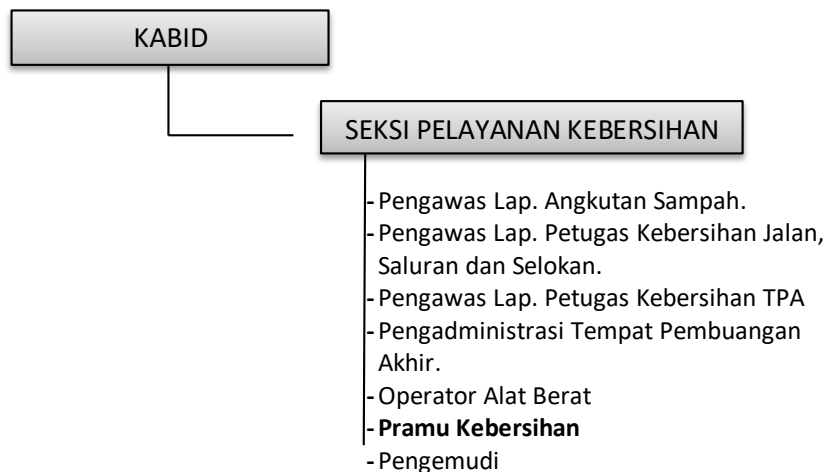 KABID
SEKSI PELAYANAN KEBERSIHAN
- Pengawas Lap. Angkutan Sampah.
- Pengawas Lap. Petugas Kebersihan Jalan,
Saluran dan Selokan.
- Pengawas Lap. Petugas Kebersihan TPA
- Pengadministrasi Tempat Pembuangan
Akhir.
- Operator Alat Berat
- Pramu Kebersihan
- Pengemudi